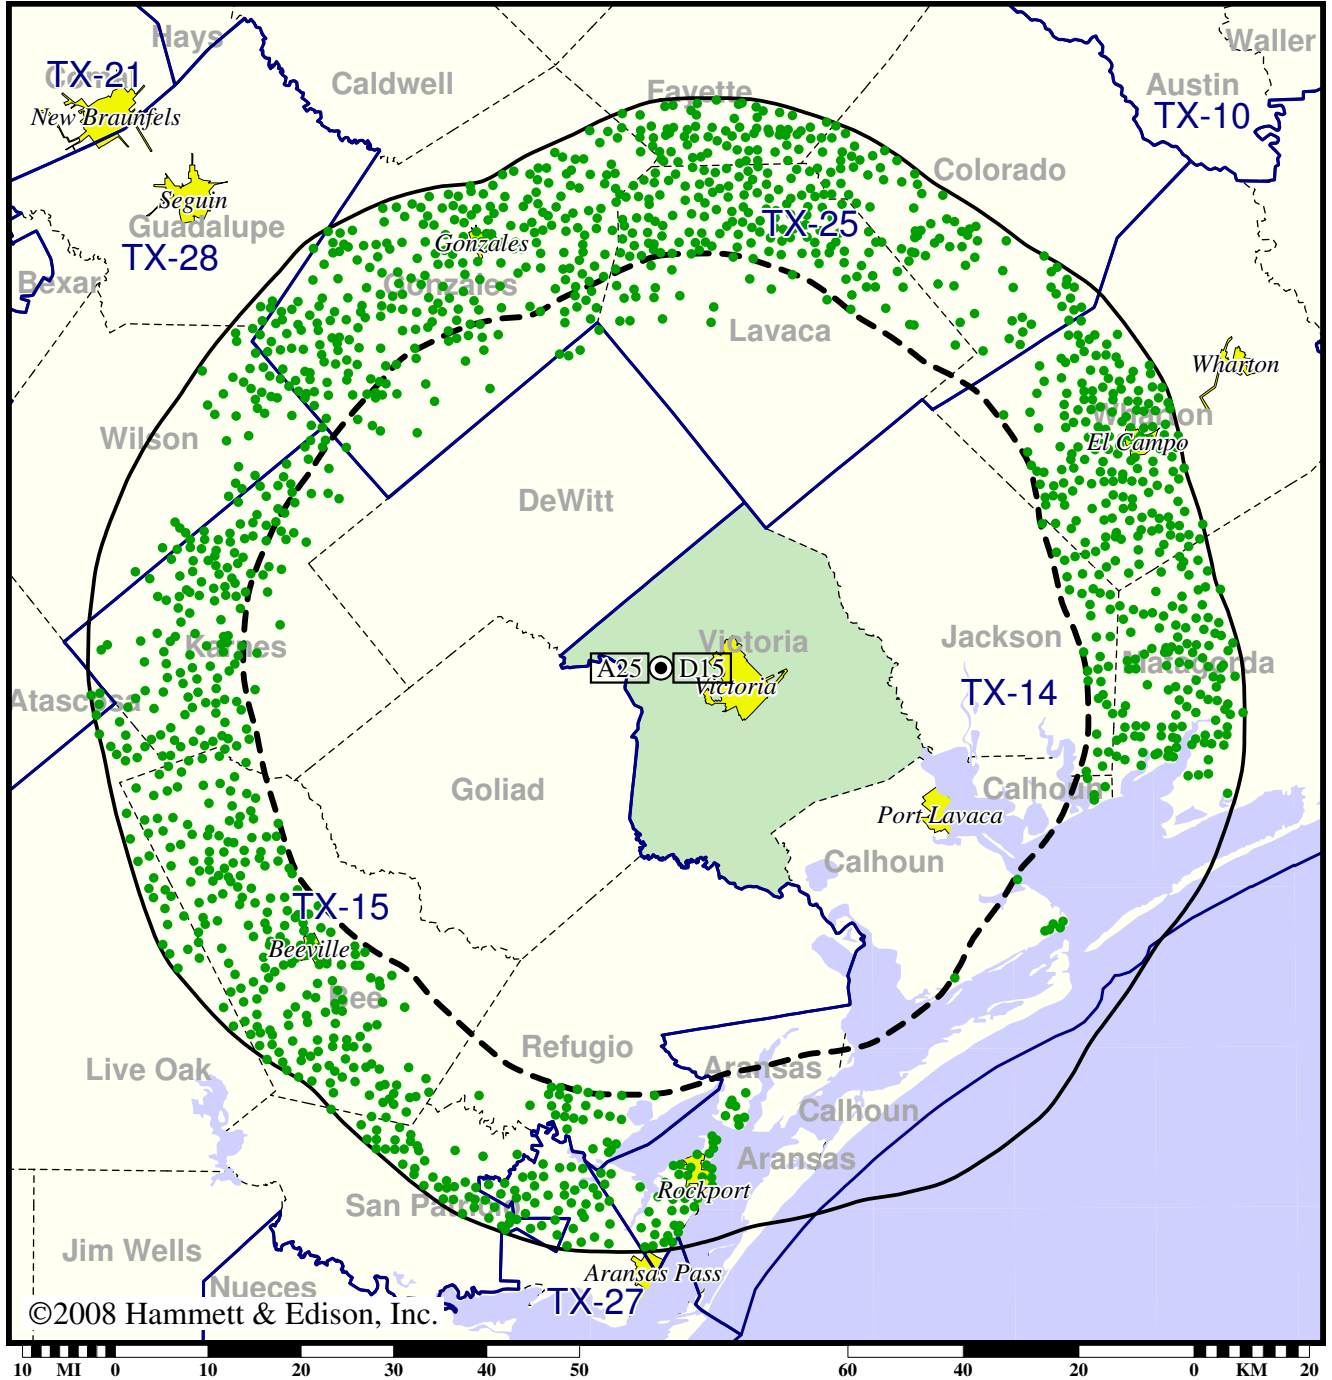 Hays
Waller
TX-21
Comal
Caldwell
Fayette
Austin
TX-10
New Braunfels
Colorado
Seguin
Guadalupe
TX-25
TX-28
Gonzales
Bexar
Gonzales
Lavaca
Wharton
Wharton
Wilson
El Campo
DeWitt
Victoria
Jackson
Karnes
Matagorda
A25
D15
Victoria
Atascosa
TX-14
Goliad
Calhoun
Port Lavaca
Calhoun
TX-15
Beeville
Bee
Refugio
Live Oak
Aransas
Calhoun
Aransas
Rockport
San Patricio
Jim Wells
Aransas Pass
Nueces
TX-27
©2008 Hammett & Edison, Inc.
10 MI 0 10 20 30 40 50 60 40 20 0 KM 20